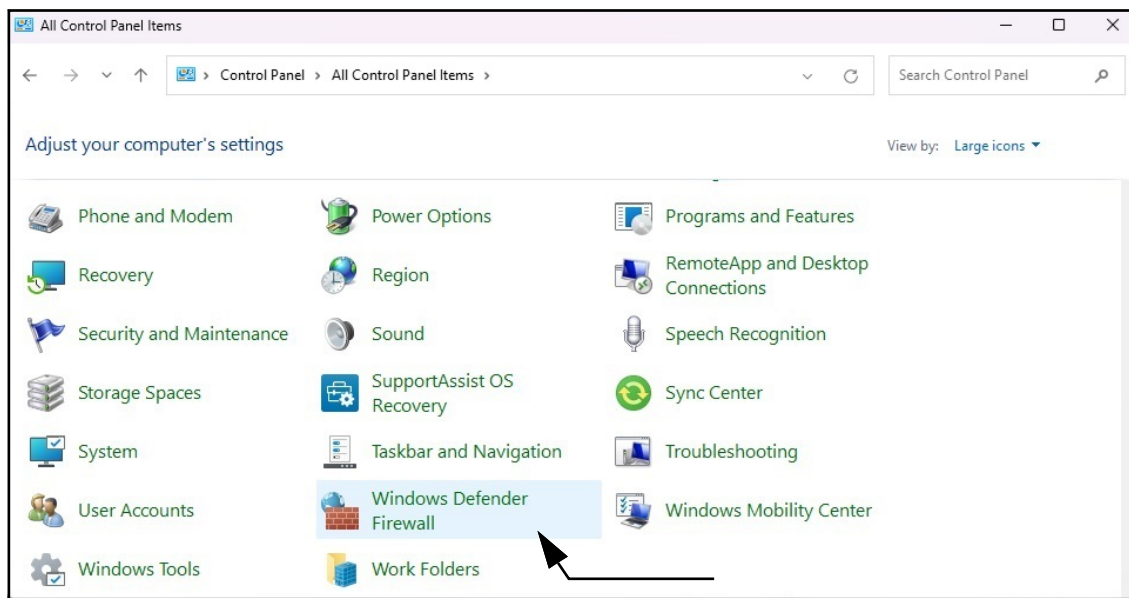 All Control Panel Items
Control Panel > All Control Panel Items >
Search Control Panel
Adjust your computer's settings
View by: Large icons
Phone and Modem
Power Options
Programs and Features
Recovery
Region
RemoteApp and Desktop
Connections
Security and Maintenance
Sound
Speech Recognition
Storage Spaces
SupportAssist OS
Recovery
Sync Center
System
Taskbar and Navigation
Troubleshooting
User Accounts
Windows Defender
Firewall
Windows Mobility Center
Windows Tools
Work Folders